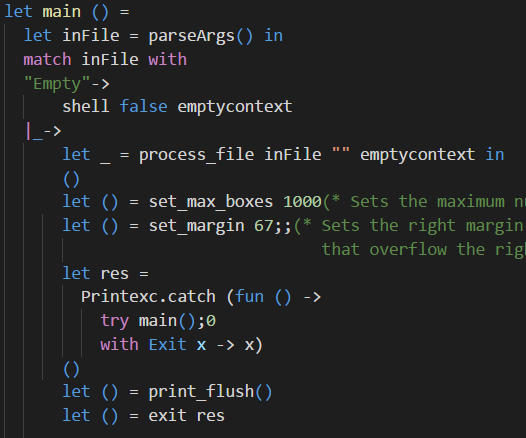 let main () =
let inFile = parseArgs() in
match inFile with
"Empty"->
shell false emptycontext
|_->
let _ = process_file inFile "" emptycontext in
()
let () = set_max_boxes 1000(* Sets the maximum
let () = set_margin 67;;(* Sets the right margin
that overflow the
let res =
Printexc.catch (fun () ->
try main();0
with Exit x -> x)
()
let () = print_flush()
let () = exit res